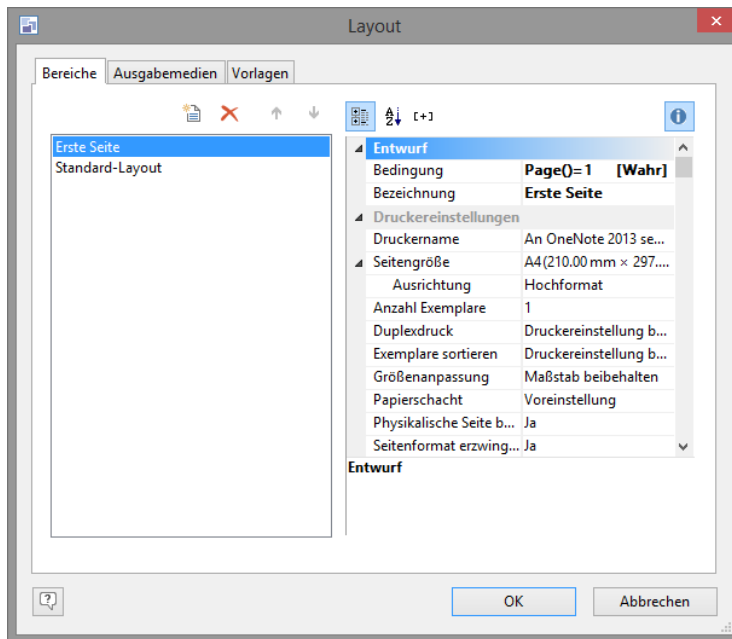 Layout
Bereiche Ausgabemedien Vorlagen
Erste Seite
Standard-Layout
Entwurf
Bedingung Page()=1 [Wahr]
Bezeichnung Erste Seite
Druckereinstellungen
Druckername An OneNote 2013 se...
Seitengröße A4(210.00 mm × 297....
Ausrichtung Hochformat
Anzahl Exemplare 1
Duplexdruck Druckereinstellung b...
Exemplare sortieren Druckereinstellung b...
Größenanpassung Maßstab beibehalten
Papierschacht Voreinstellung
Physikalische Seite b... Ja
Seitenformat erzwing... Ja
Entwurf
OK Abbrechen